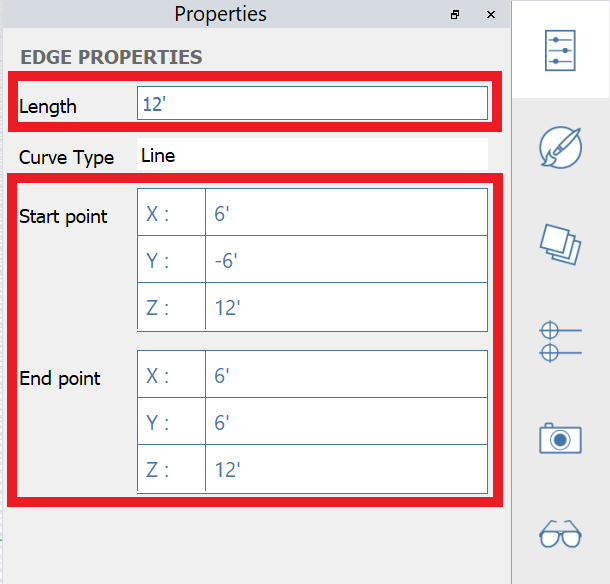 Properties
EDGE PROPERTIES
Length 12'
Curve Type Line
Start point X : 6'
Y : -6'
Z : 12'
End point X : 6'
Y : 6'
Z : 12'